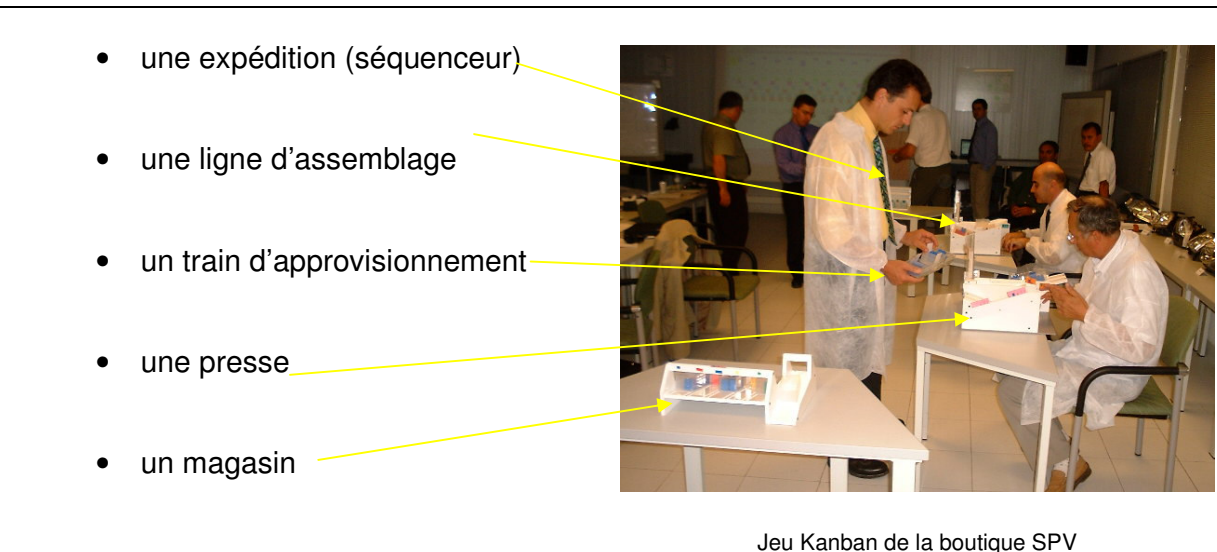 • une expédition (séquenceur)
• une ligne d'assemblage
• un train d'approvisionnement
• une presse
• un magasin
Jeu Kanban de la boutique SPV